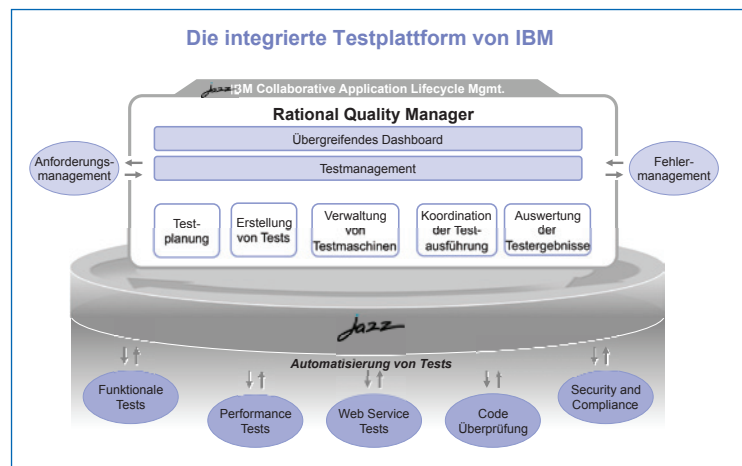 Die integrierte Testplattform von IBM
Jazz IBM Collaborative Application Lifecycle Mgmt.
Rational Quality Manager
Übergreifendes Dashboard
Testmanagement
Anforderungs-
management
Fehler-
management
Test-
planung
Erstellung
von Tests
Verwaltung
von
Testmaschinen
Koordination
der Test-
ausführung
Auswertung
der
Testergebnisse
Jazz
Automatisierung von Tests
Funktionale
Tests
Performance
Tests
Web Service
Tests
Code
Überprüfung
Security and
Compliance